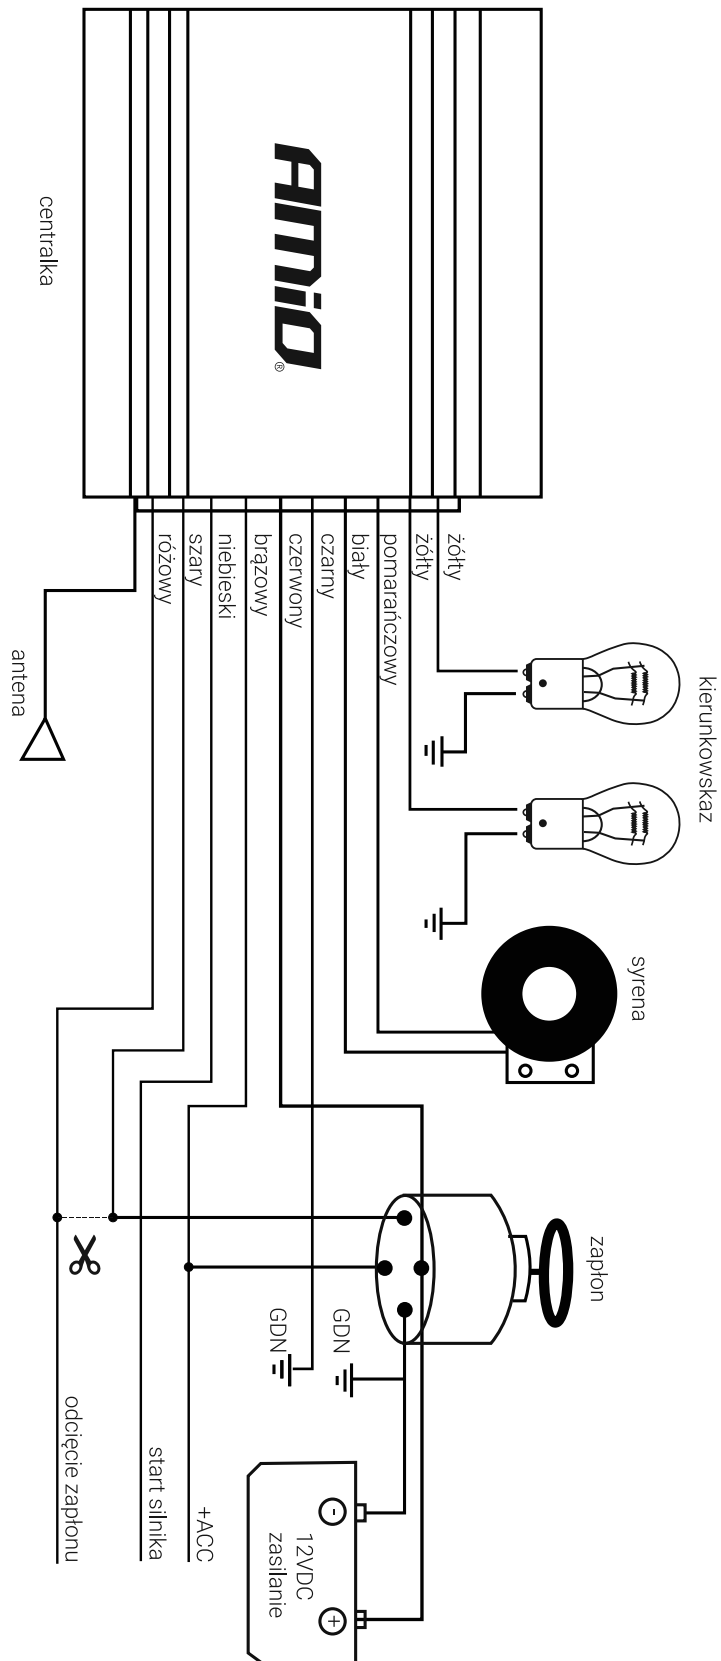 AMiO®
centralka
antena
różowy
szary
niebieski
brązowy
czerwony
czarny
biały
pomarańczowy
żółty
żółty
kierunkowskaz
syrena
zapłon
GDN
GDN
odcięcie zapłonu
start silnika
+ACC
12VDC
zasilanie
-
+